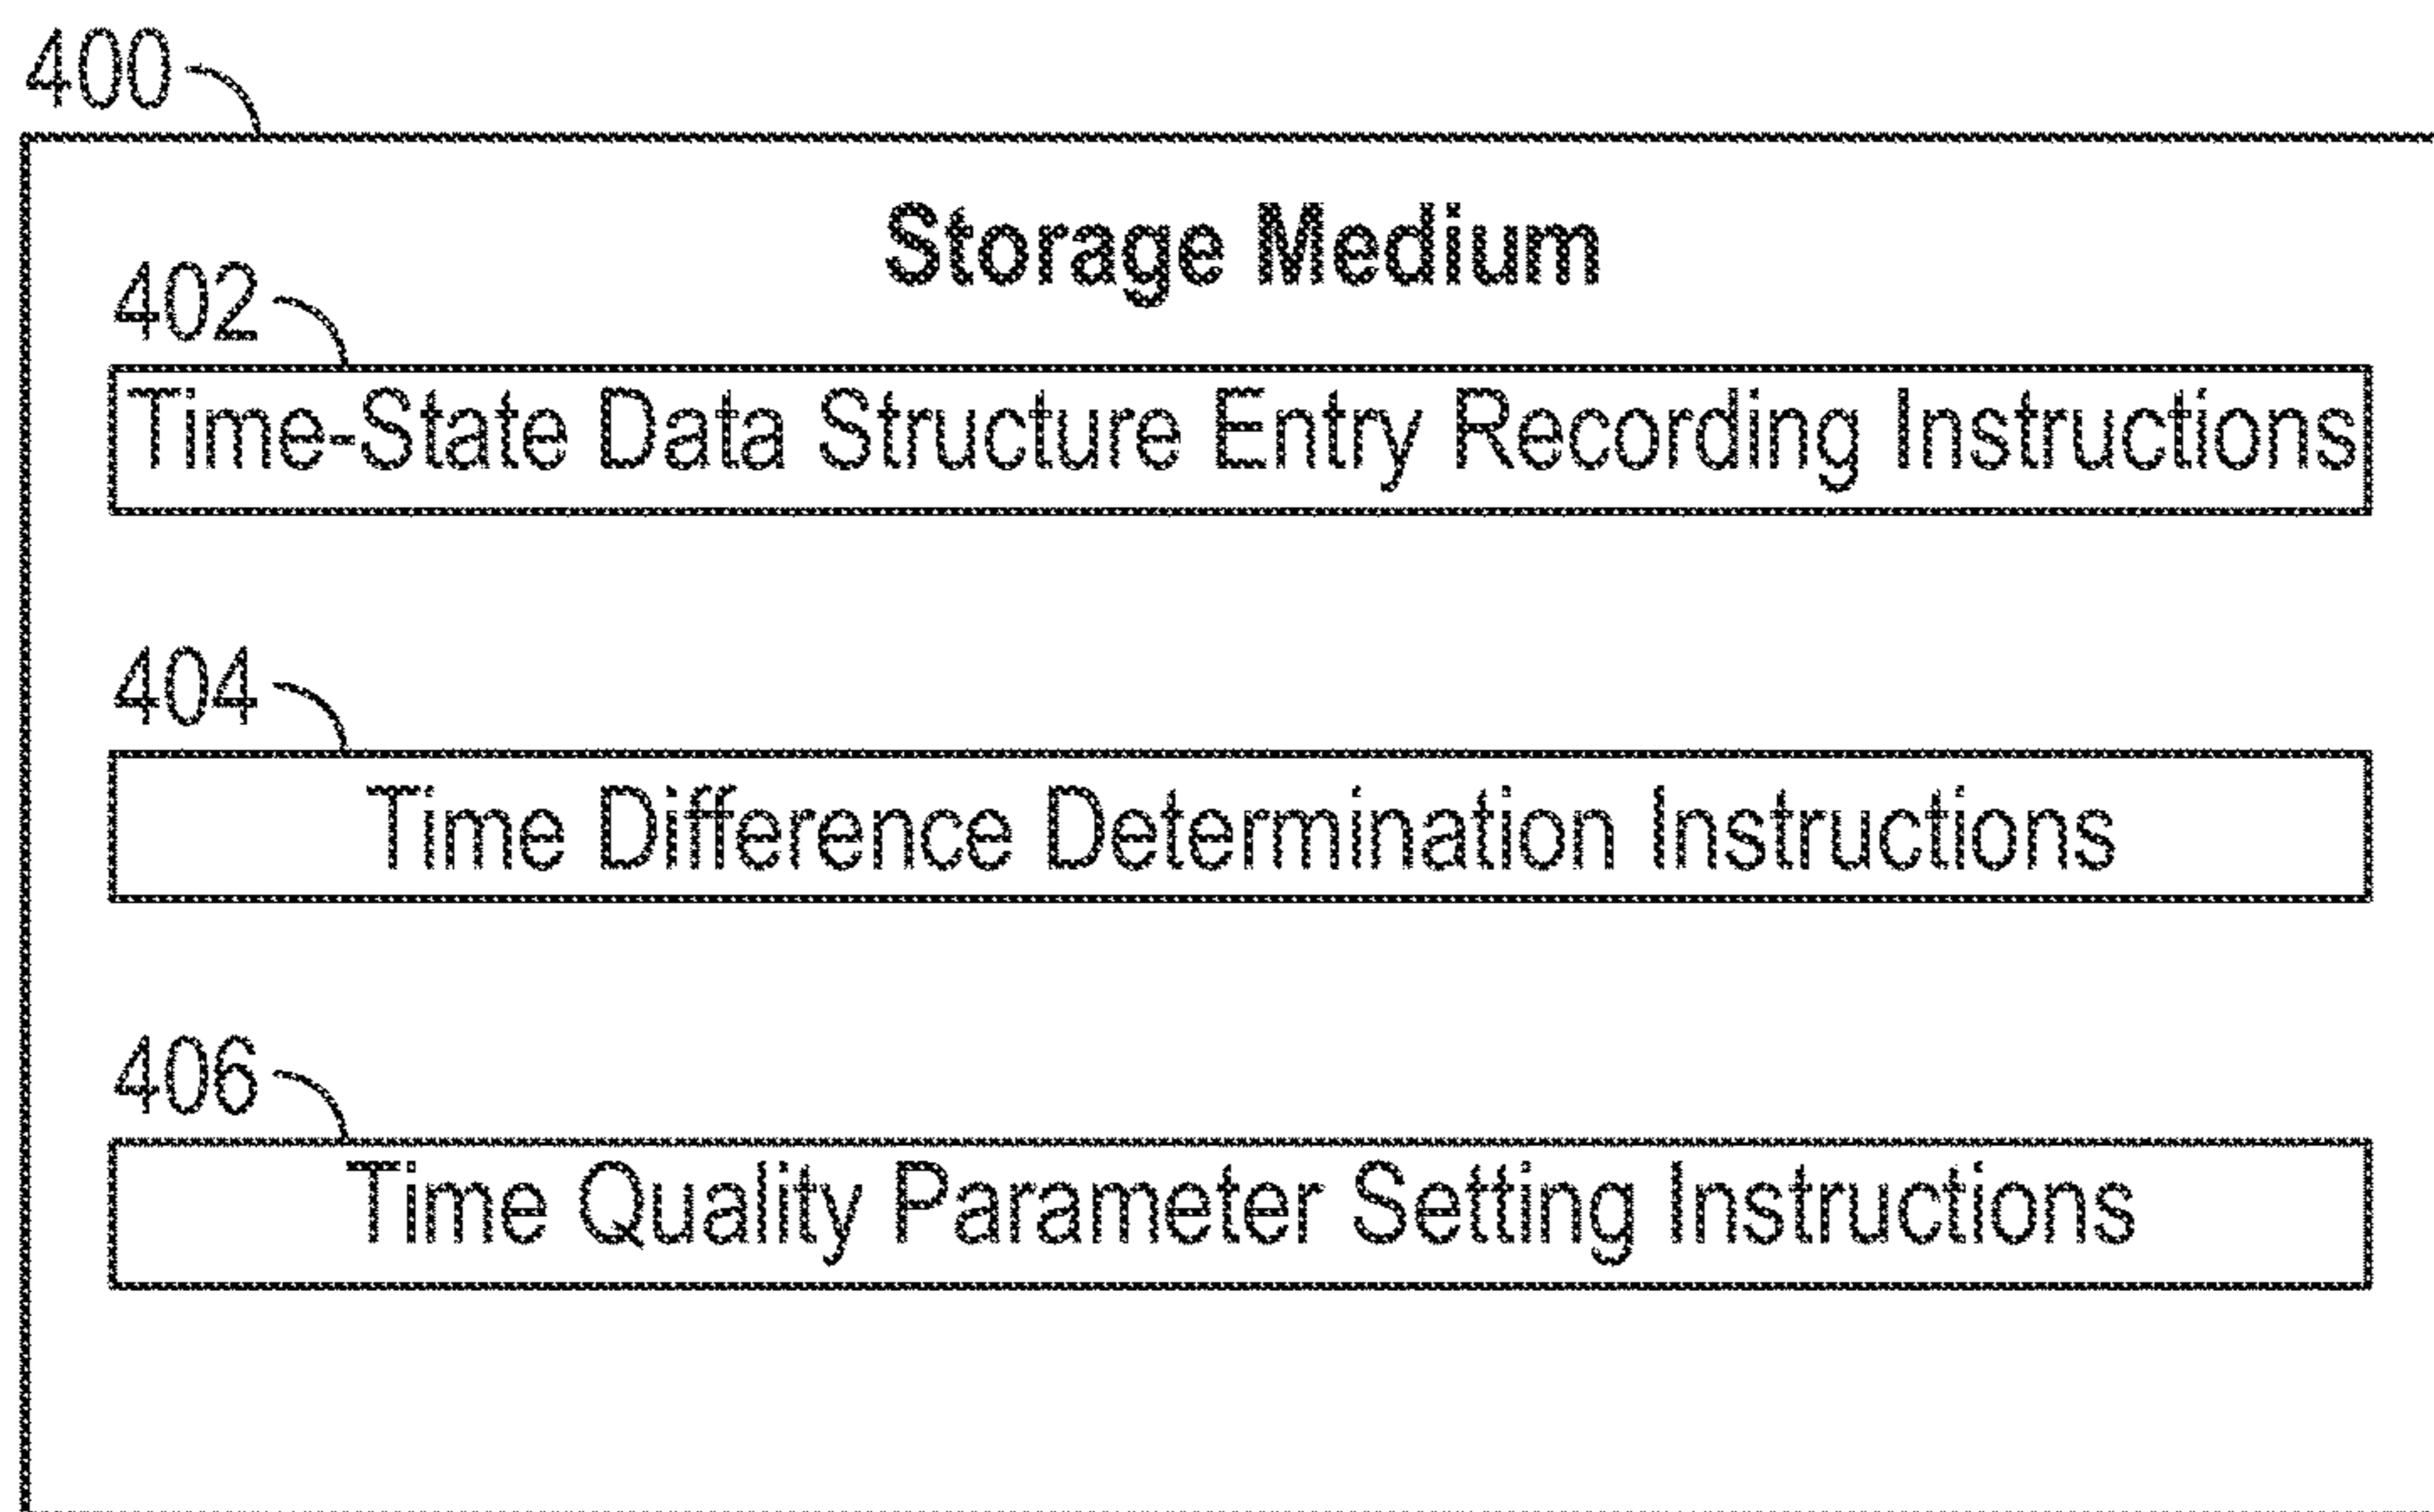 400
Storage Medium
402
Time-State Data Structure Entry Recording Instructions
404
Time Difference Determination Instructions
406
Time Quality Parameter Setting Instructions